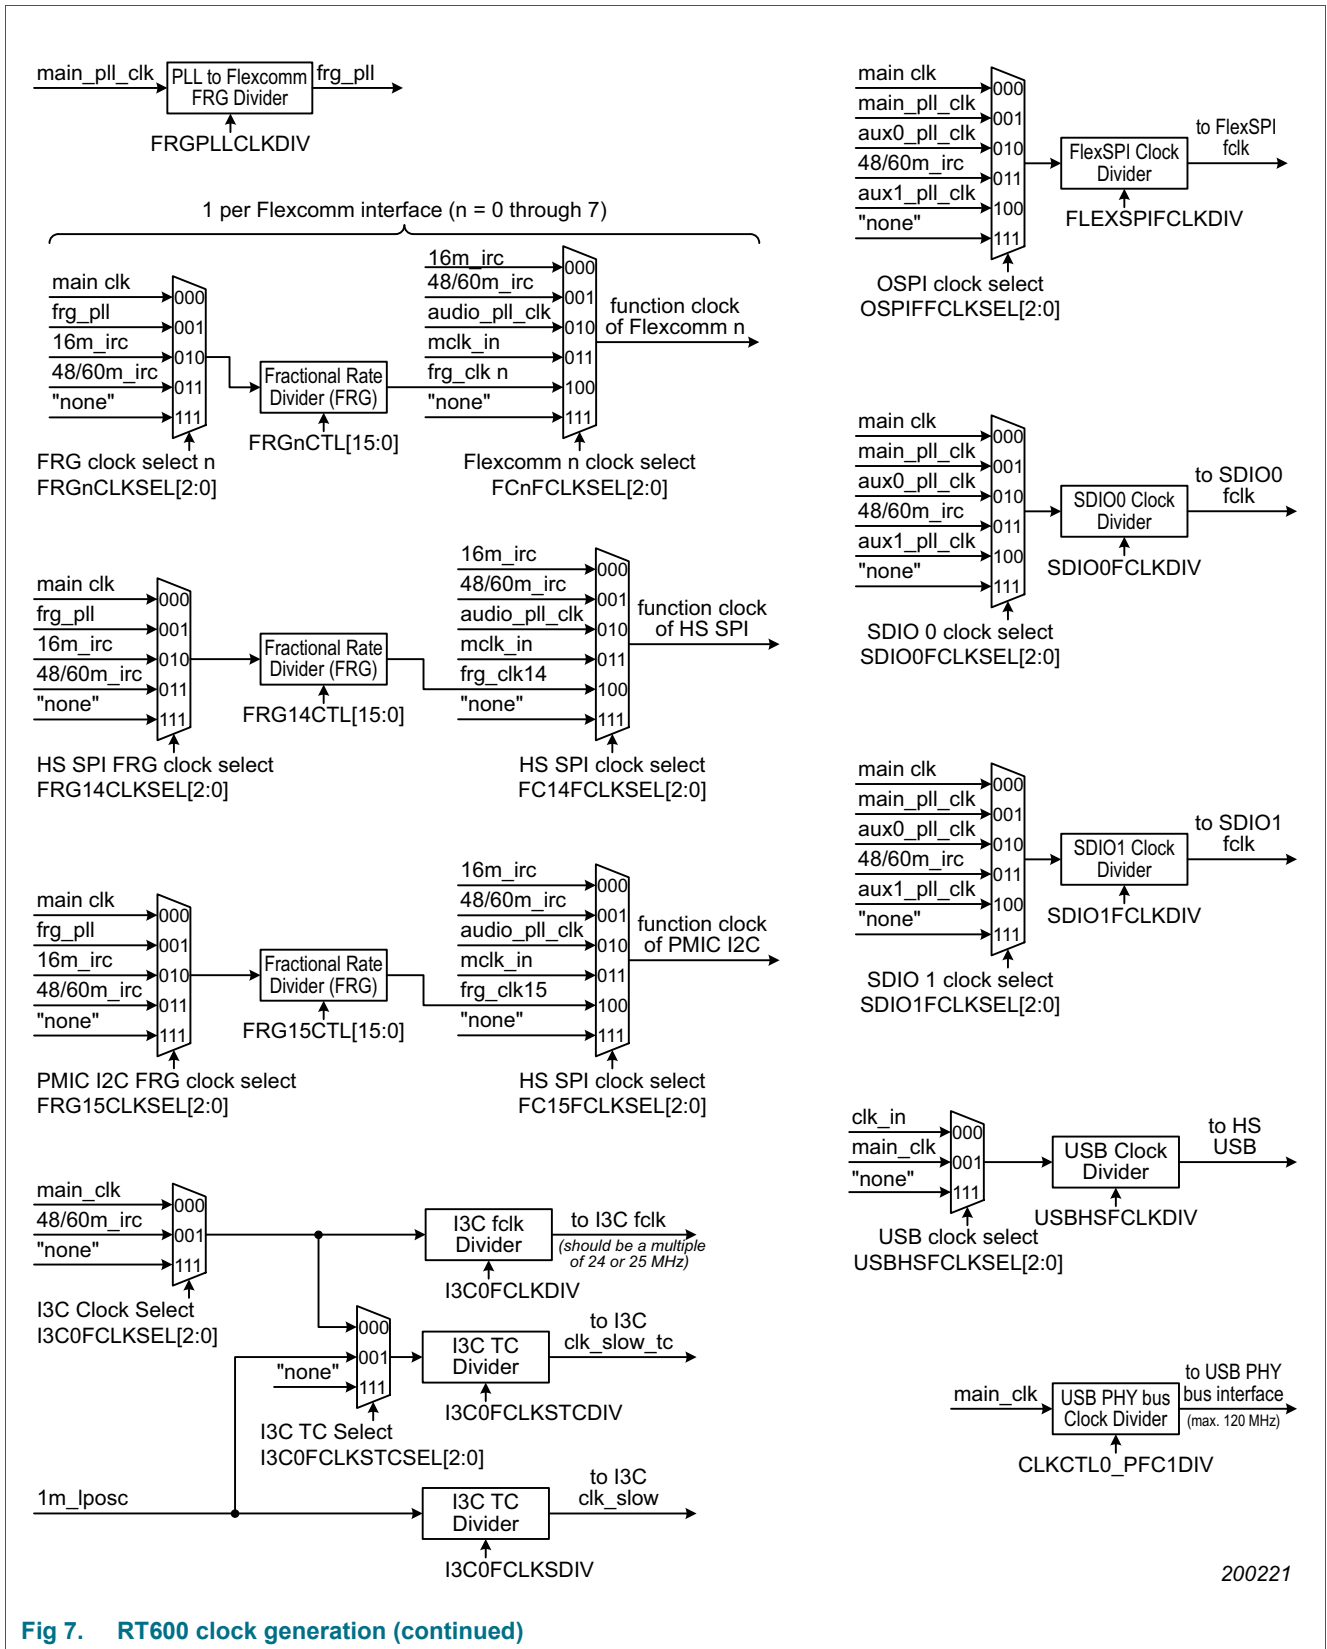 main_pll_clk
PLL to Flexcomm
FRG Divider
frg_pll
FRGPLLCLKDIV
1 per Flexcomm interface (n = 0 through 7)
main clk
000
frg_pll
001
16m_irc
010
48/60m_irc
011
"none"
111
FRG clock select n
FRGnCLKSEL[2:0]
Fractional Rate
Divider (FRG)
FRGnCTL[15:0]
16m_irc
000
48/60m_irc
001
audio_pll_clk
010
mclk_in
011
frg_clk n
100
"none"
111
Flexcomm n clock select
FCnFCLKSEL[2:0]
function clock
of Flexcomm n
main clk
000
frg_pll
001
16m_irc
010
48/60m_irc
011
"none"
111
HS SPI FRG clock select
FRG14CLKSEL[2:0]
Fractional Rate
Divider (FRG)
FRG14CTL[15:0]
16m_irc
000
48/60m_irc
001
audio_pll_clk
010
mclk_in
011
frg_clk14
100
"none"
111
HS SPI clock select
FC14FCLKSEL[2:0]
function clock
of HS SPI
main clk
000
frg_pll
001
16m_irc
010
48/60m_irc
011
"none"
111
PMIC I2C FRG clock select
FRG15CLKSEL[2:0]
Fractional Rate
Divider (FRG)
FRG15CTL[15:0]
16m_irc
000
48/60m_irc
001
audio_pll_clk
010
mclk_in
011
frg_clk15
100
"none"
111
HS SPI clock select
FC15FCLKSEL[2:0]
function clock
of PMIC I2C
main_clk
000
48/60m_irc
001
"none"
111
I3C Clock Select
I3C0FCLKSEL[2:0]
I3C fclk
Divider
I3C0FCLKDIV
to I3C fclk
(should be a multiple
of 24 or 25 MHz)
000
001
"none"
111
I3C TC Select
I3C0FCLKSTCSEL[2:0]
I3C TC
Divider
I3C0FCLKSTCDIV
to I3C
clk_slow_tc
1m_lposc
I3C TC
Divider
I3C0FCLKSDIV
to I3C
clk_slow
main clk
000
main_pll_clk
001
aux0_pll_clk
010
48/60m_irc
011
aux1_pll_clk
100
"none"
111
OSPI clock select
OSPIFFCLKSEL[2:0]
FlexSPI Clock
Divider
FLEXSPIFCLKDIV
to FlexSPI
fclk
main clk
000
main_pll_clk
001
aux0_pll_clk
010
48/60m_irc
011
aux1_pll_clk
100
"none"
111
SDIO 0 clock select
SDIO0FCLKSEL[2:0]
SDIO0 Clock
Divider
SDIO0FCLKDIV
to SDIO0
fclk
main clk
000
main_pll_clk
001
aux0_pll_clk
010
48/60m_irc
011
aux1_pll_clk
100
"none"
111
SDIO 1 clock select
SDIO1FCLKSEL[2:0]
SDIO1 Clock
Divider
SDIO1FCLKDIV
to SDIO1
fclk
clk_in
000
main_clk
001
"none"
111
USB clock select
USBHSFCLKSEL[2:0]
USB Clock
Divider
USBHSFCLKDIV
to HS
USB
main_clk
USB PHY bus
Clock Divider
CLKCTL0_PFC1DIV
to USB PHY
bus interface
(max. 120 MHz)
200221
Fig 7. RT600 clock generation (continued)